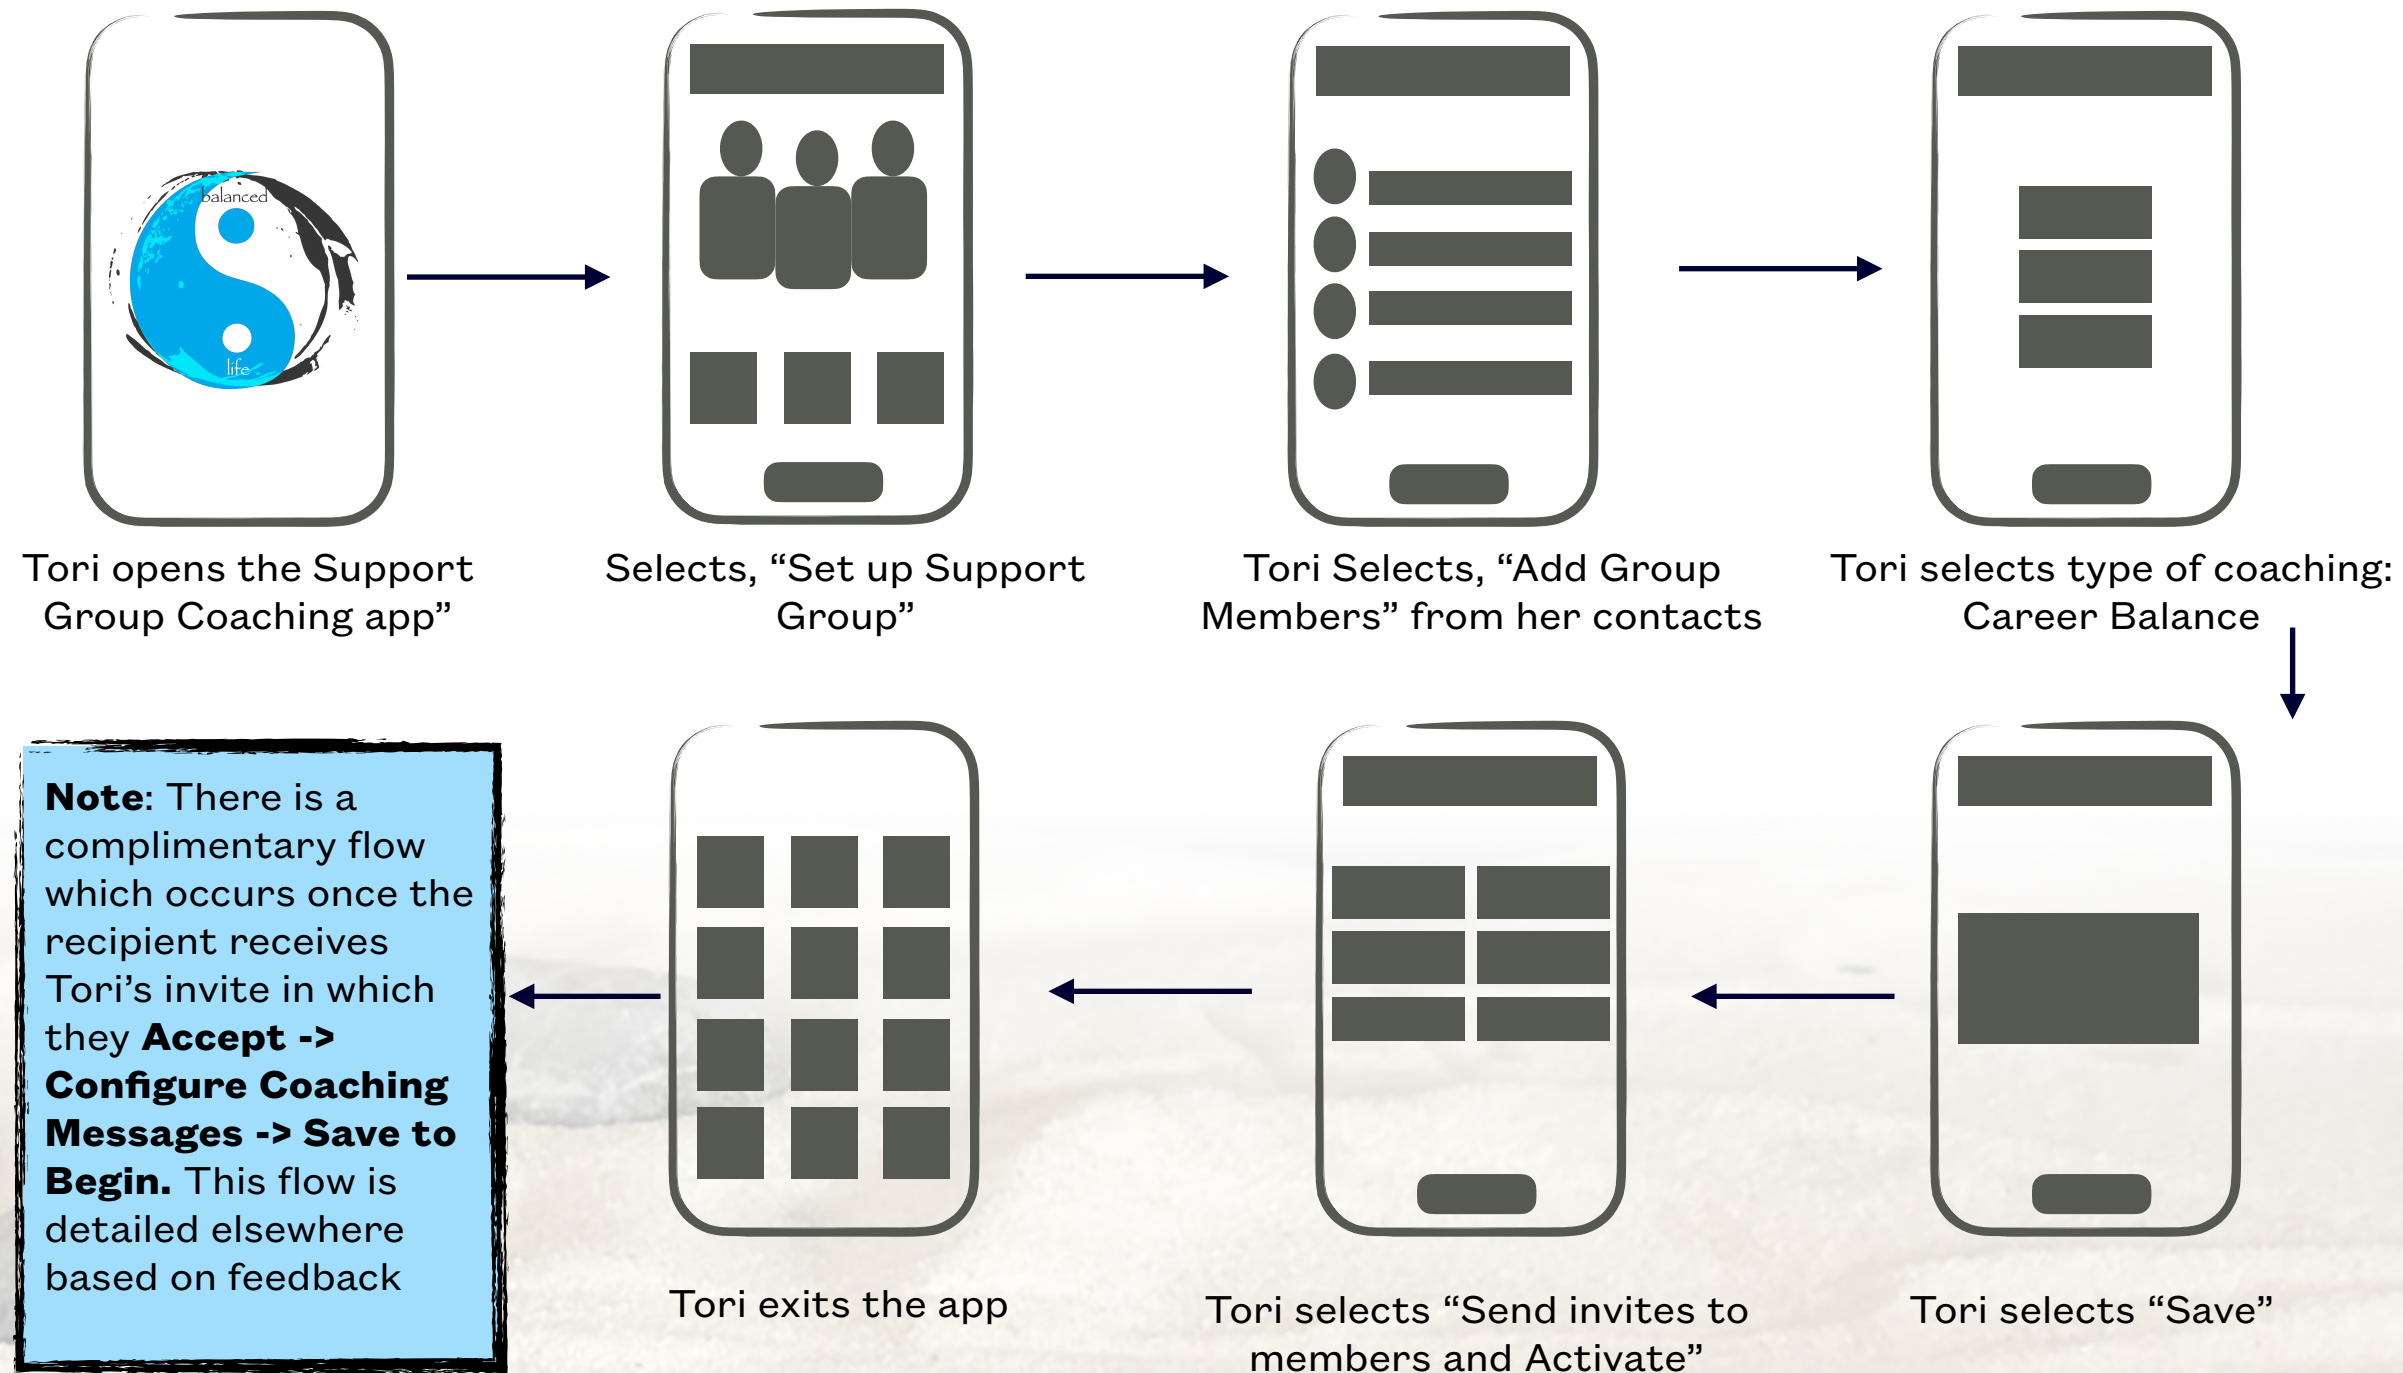 balanced
life
Tori opens the Support
Group Coaching app”
Selects, “Set up Support
Group”
Tori Selects, “Add Group
Members” from her contacts
Tori selects type of coaching:
Career Balance
Tori selects “Save”
Tori selects “Send invites to
members and Activate”
Tori exits the app
Note: There is a
complimentary flow
which occurs once the
recipient receives
Tori’s invite in which
they Accept ->
Configure Coaching
Messages -> Save to
Begin. This flow is
detailed elsewhere
based on feedback